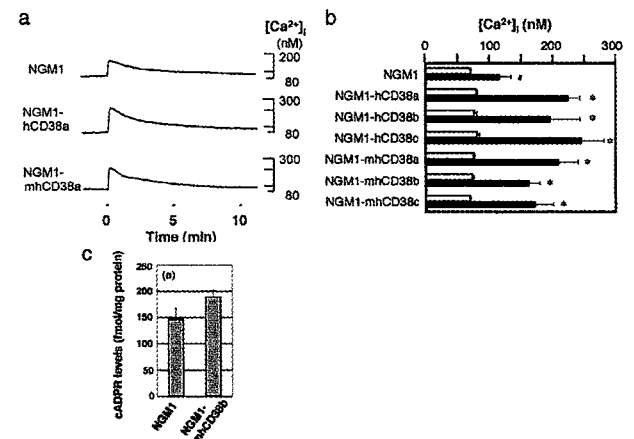 a
[Ca²⁺]i
(nM)
NGM1
200
80
NGM1-
hCD38a
300
80
NGM1-
mhCD38a
300
80
0 5 10
Time (min)
b
[Ca²⁺]i (nM)
0 100 200 300
NGM1
NGM1-hCD38a *
NGM1-hCD38b *
NGM1-hCD38c *
NGM1-mhCD38a *
NGM1-mhCD38b *
NGM1-mhCD38c *
c
cADPR levels (fmol/mg protein)
(e)
250
200
150
100
50
0
NGM1
NGM1-
mhCD38b